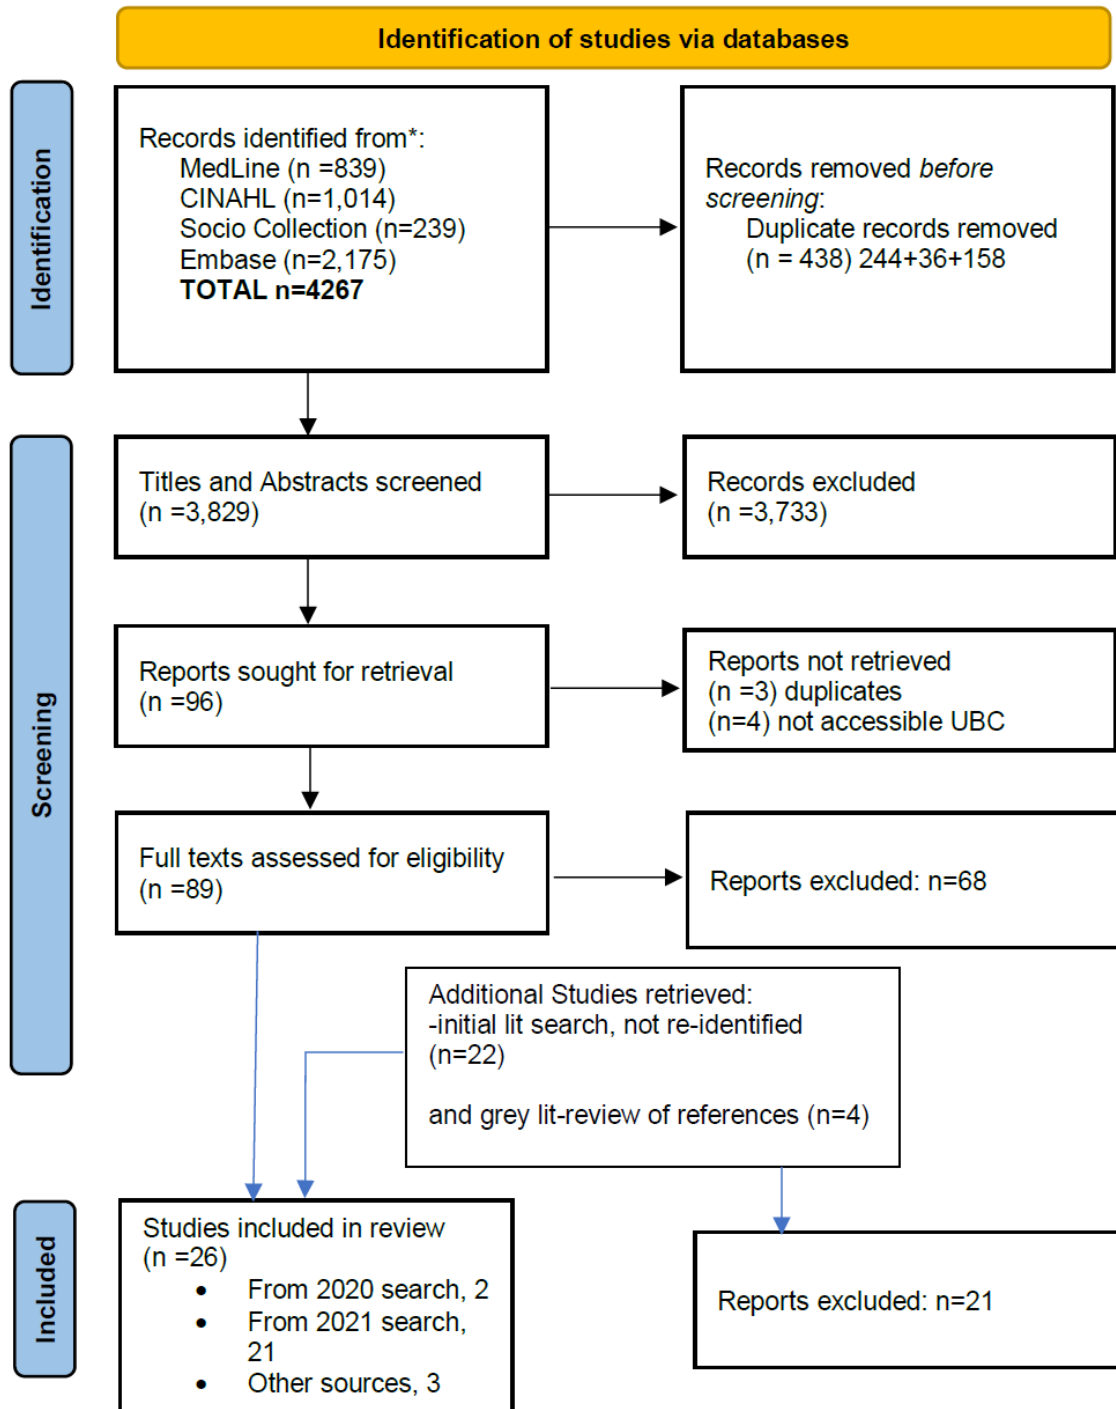 Identification of studies via databases
Identification
Records identified from*:
MedLine (n =839)
CINAHL (n=1,014)
Socio Collection (n=239)
Embase (n=2,175)
TOTAL n=4267
Records removed before
screening:
Duplicate records removed
(n = 438) 244+36+158
Screening
Titles and Abstracts screened
(n =3,829)
Records excluded
(n =3,733)
Reports sought for retrieval
(n =96)
Reports not retrieved
(n =3) duplicates
(n=4) not accessible UBC
Full texts assessed for eligibility
(n =89)
Reports excluded: n=68
Additional Studies retrieved:
-initial lit search, not re-identified
(n=22)
and grey lit-review of references (n=4)
Included
Studies included in review
(n =26)
• From 2020 search, 2
• From 2021 search,
21
• Other sources, 3
Reports excluded: n=21